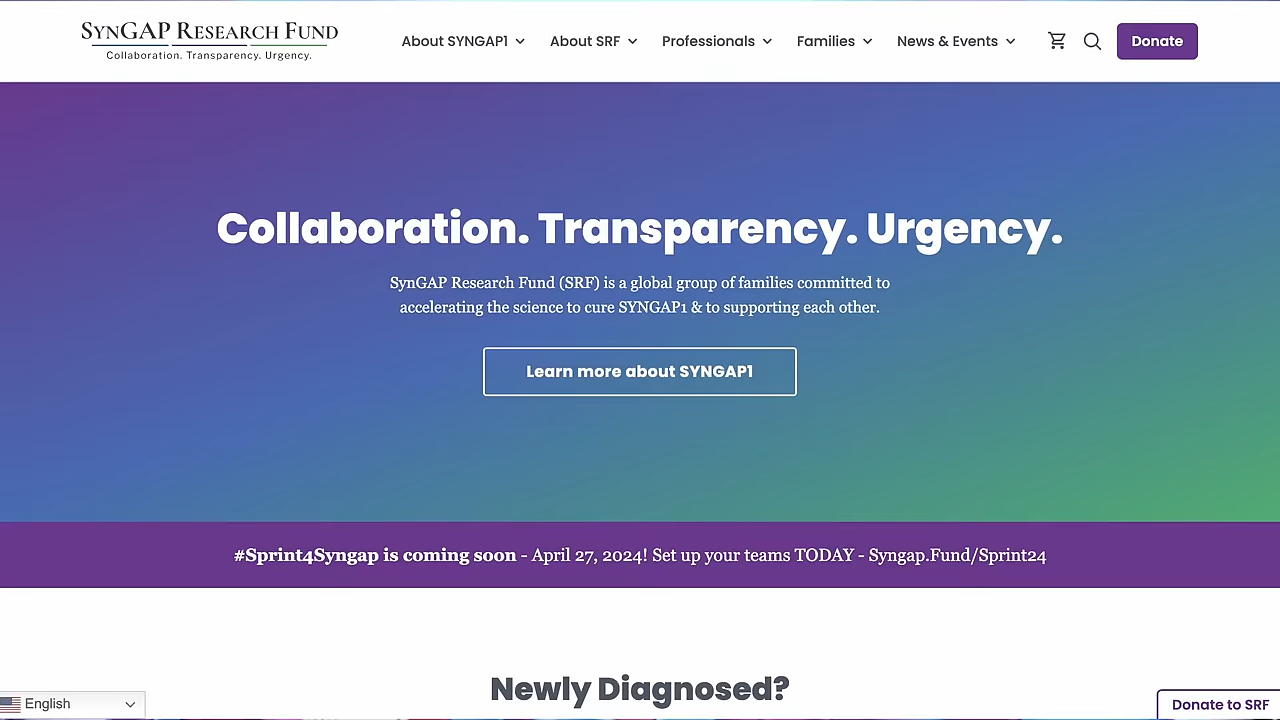 SynGAP Research Fund
Collaboration. Transparency. Urgency.
About SYNGAP1
About SRF
Professionals
Families
News & Events
Donate
Collaboration. Transparency. Urgency.
SynGAP Research Fund (SRF) is a global group of families committed to
accelerating the science to cure SYNGAP1 & to supporting each other.
Learn more about SYNGAP1
#Sprint4Syngap is coming soon - April 27, 2024! Set up your teams TODAY - Syngap.Fund/Sprint24
Newly Diagnosed?
English
Donate to SRF